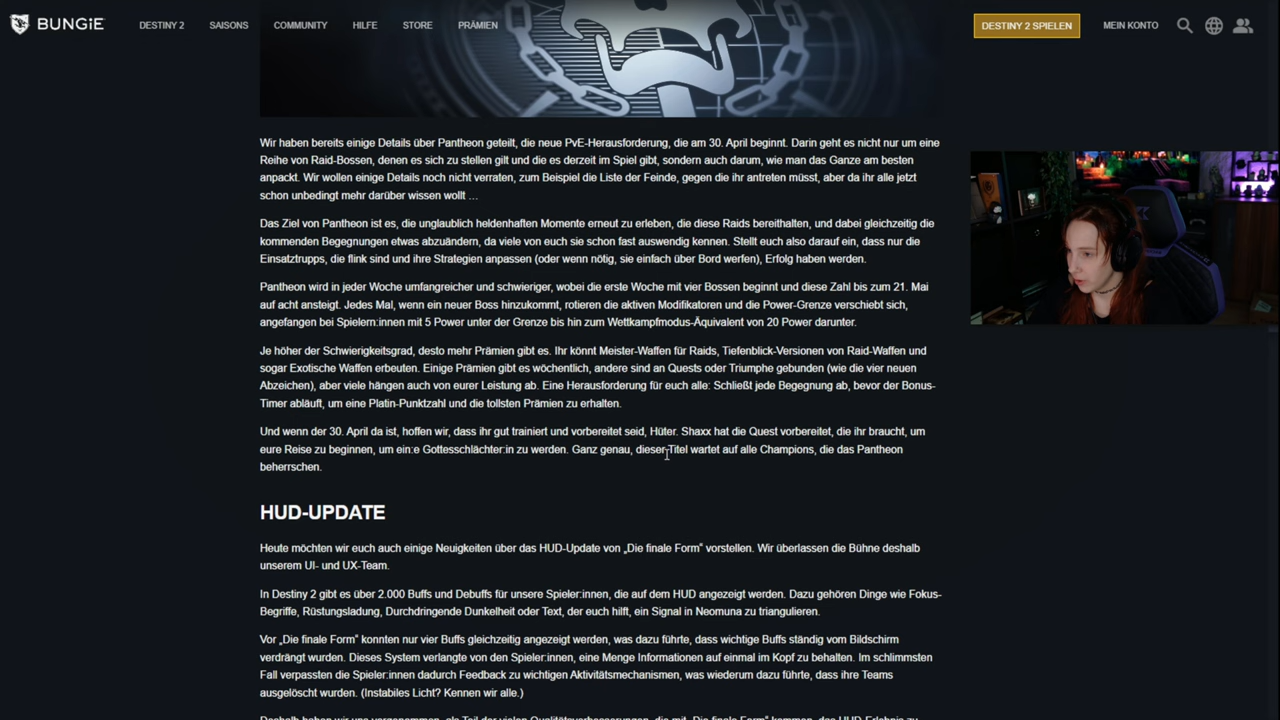 BUNGiE
DESTINY 2 SAISONS COMMUNITY HILFE STORE PRÄMIEN
DESTINY 2 SPIELEN MEIN KONTO
Wir haben bereits einige Details über Pantheon geteilt, die neue PvE-Herausforderung, die am 30. April beginnt. Darin geht es nicht nur um eine
Reihe von Raid-Bossen, denen es sich zu stellen gilt und die es derzeit im Spiel gibt, sondern auch darum, wie man das Ganze am besten
anpackt. Wir wollen einige Details noch nicht verraten, zum Beispiel die Liste der Feinde, gegen die ihr antreten müsst, aber da ihr alle jetzt
schon unbedingt mehr darüber wissen wollt ...
Das Ziel von Pantheon ist es, die unglaublich heldenhaften Momente erneut zu erleben, die diese Raids bereithalten, und dabei gleichzeitig die
kommenden Begegnungen etwas abzuändern, da viele von euch sie schon fast auswendig kennen. Stellt euch also darauf ein, dass nur die
Einsatztrupps, die flink sind und ihre Strategien anpassen (oder wenn nötig, sie einfach über Bord werfen), Erfolg haben werden.
Pantheon wird in jeder Woche umfangreicher und schwieriger, wobei die erste Woche mit vier Bossen beginnt und diese Zahl bis zum 21. Mai
auf acht ansteigt. Jedes Mal, wenn ein neuer Boss hinzukommt, rotieren die aktiven Modifikatoren und die Power-Grenze verschiebt sich,
angefangen bei Spielern:innen mit 5 Power unter der Grenze bis hin zum Wettkampfmodus-Äquivalent von 20 Power darunter.
Je höher der Schwierigkeitsgrad, desto mehr Prämien gibt es. Ihr könnt Meister-Waffen für Raids, Tiefenblick-Versionen von Raid-Waffen und
sogar Exotische Waffen erbeuten. Einige Prämien gibt es wöchentlich, andere sind an Quests oder Triumphe gebunden (wie die vier neuen
Abzeichen), aber viele hängen auch von eurer Leistung ab. Eine Herausforderung für euch alle: Schließt jede Begegnung ab, bevor der Bonus-
Timer abläuft, um eine Platin-Punktzahl und die tollsten Prämien zu erhalten.
Und wenn der 30. April da ist, hoffen wir, dass ihr gut trainiert und vorbereitet seid, Hüter. Shaxx hat die Quest vorbereitet, die ihr braucht, um
eure Reise zu beginnen, um ein:e Gottesschlächter:in zu werden. Ganz genau, dieser Titel wartet auf alle Champions, die das Pantheon
beherrschen.
HUD-UPDATE
Heute möchten wir euch auch einige Neuigkeiten über das HUD-Update von „Die finale Form“ vorstellen. Wir überlassen die Bühne deshalb
unserem UI- und UX-Team.
In Destiny 2 gibt es über 2.000 Buffs und Debuffs für unsere Spieler:innen, die auf dem HUD angezeigt werden. Dazu gehören Dinge wie Fokus-
Begriffe, Rüstungsladung, Durchdringende Dunkelheit oder Text, der euch hilft, ein Signal in Neomuna zu triangulieren.
Vor „Die finale Form“ konnten nur vier Buffs gleichzeitig angezeigt werden, was dazu führte, dass wichtige Buffs ständig vom Bildschirm
verdrängt wurden. Dieses System verlangte von den Spieler:innen, eine Menge Informationen auf einmal im Kopf zu behalten. Im schlimmsten
Fall verpassten die Spieler:innen dadurch Feedback zu wichtigen Aktivitätsmechanismen, was wiederum dazu führte, dass ihre Teams
ausgelöscht wurden. (Instabiles Licht? Kennen wir alle.)
Deshalb haben wir uns vorgenommen, als Teil der vielen Qualitätsverbesserungen, die mit „Die finale Form“ kommen, das HUD-Erlebnis zu